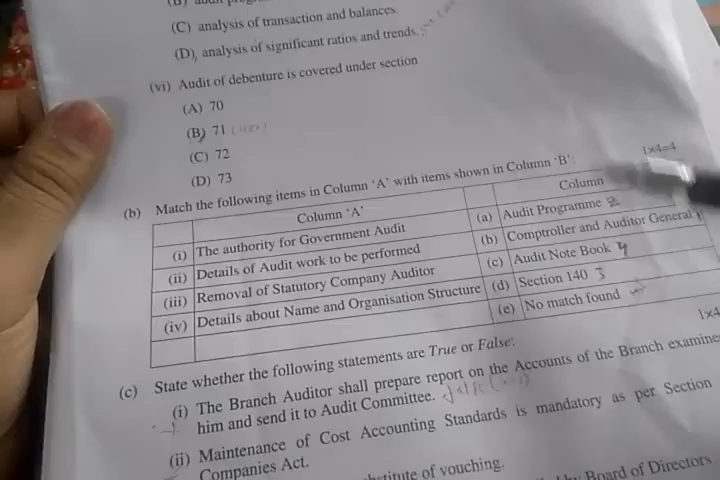 (C) analysis of transaction and balances
(D) analysis of significant ratios and trends.
(vi) Audit of debenture is covered under section
(A) 70
(B) 71
(C) 72
(D) 73
(b) Match the following items in Column 'A' with items shown in Column 'B': 1×4=4
Column 'A' Column
(i) The authority for Government Audit (a) Audit Programme 2
(ii) Details of Audit work to be performed (b) Comptroller and Auditor General
(iii) Removal of Statutory Company Auditor (c) Audit Note Book 4
(iv) Details about Name and Organisation Structure (d) Section 140 3
(e) No match found
1×4
(c) State whether the following statements are True or False:
(i) The Branch Auditor shall prepare report on the Accounts of the Branch examine
him and send it to Audit Committee.
(ii) Maintenance of Cost Accounting Standards is mandatory as per Section
Companies Act.
of vouching.
Board of Directors.